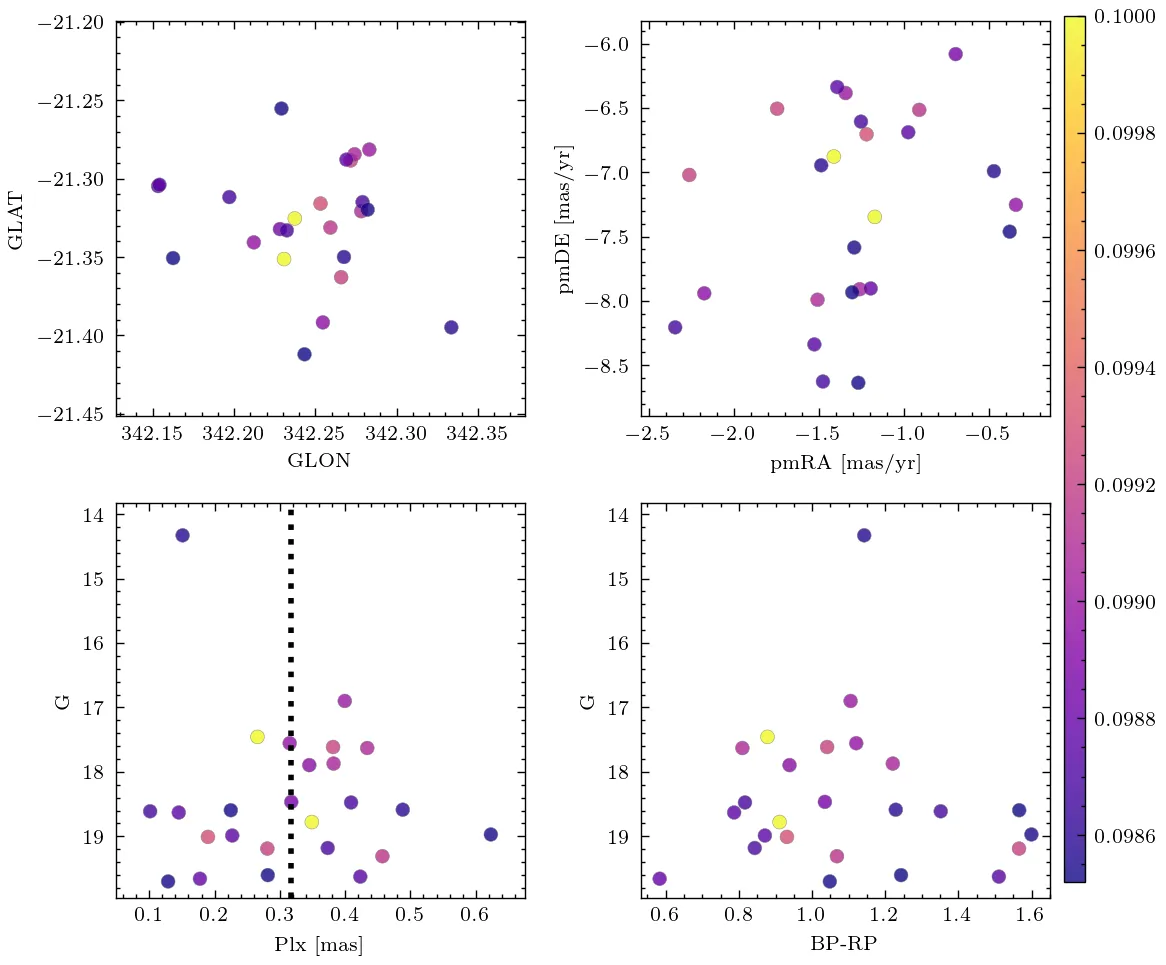 −21.20
−21.25
−21.30
−21.35
−21.40
−21.45
GLAT
342.15 342.20 342.25 342.30 342.35
GLON
−6.0
−6.5
−7.0
−7.5
−8.0
−8.5
pmDE [mas/yr]
−2.5 −2.0 −1.5 −1.0 −0.5
pmRA [mas/yr]
14
15
16
17
18
19
G
0.1 0.2 0.3 0.4 0.5 0.6
Plx [mas]
14
15
16
17
18
19
G
0.6 0.8 1.0 1.2 1.4 1.6
BP-RP
0.1000
0.0998
0.0996
0.0994
0.0992
0.0990
0.0988
0.0986